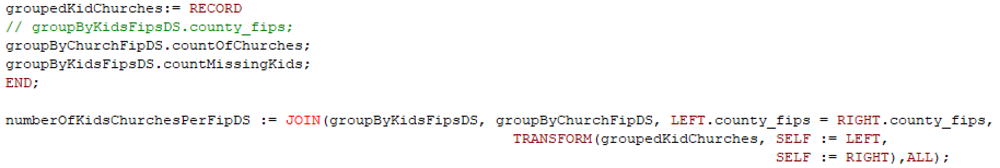 groupedKidChurches:= RECORD
// groupByKidsFipsDS.county_fips;
groupByChurchFipDS.countOfChurches;
groupByKidsFipsDS.countMissingKids;
END;
numberOfKidsChurchesPerFipDS := JOIN(groupByKidsFipsDS, groupByChurchFipDS, LEFT.county_fips = RIGHT.county_fips,
TRANSFORM(groupedKidChurches, SELF := LEFT,
SELF := RIGHT),ALL);